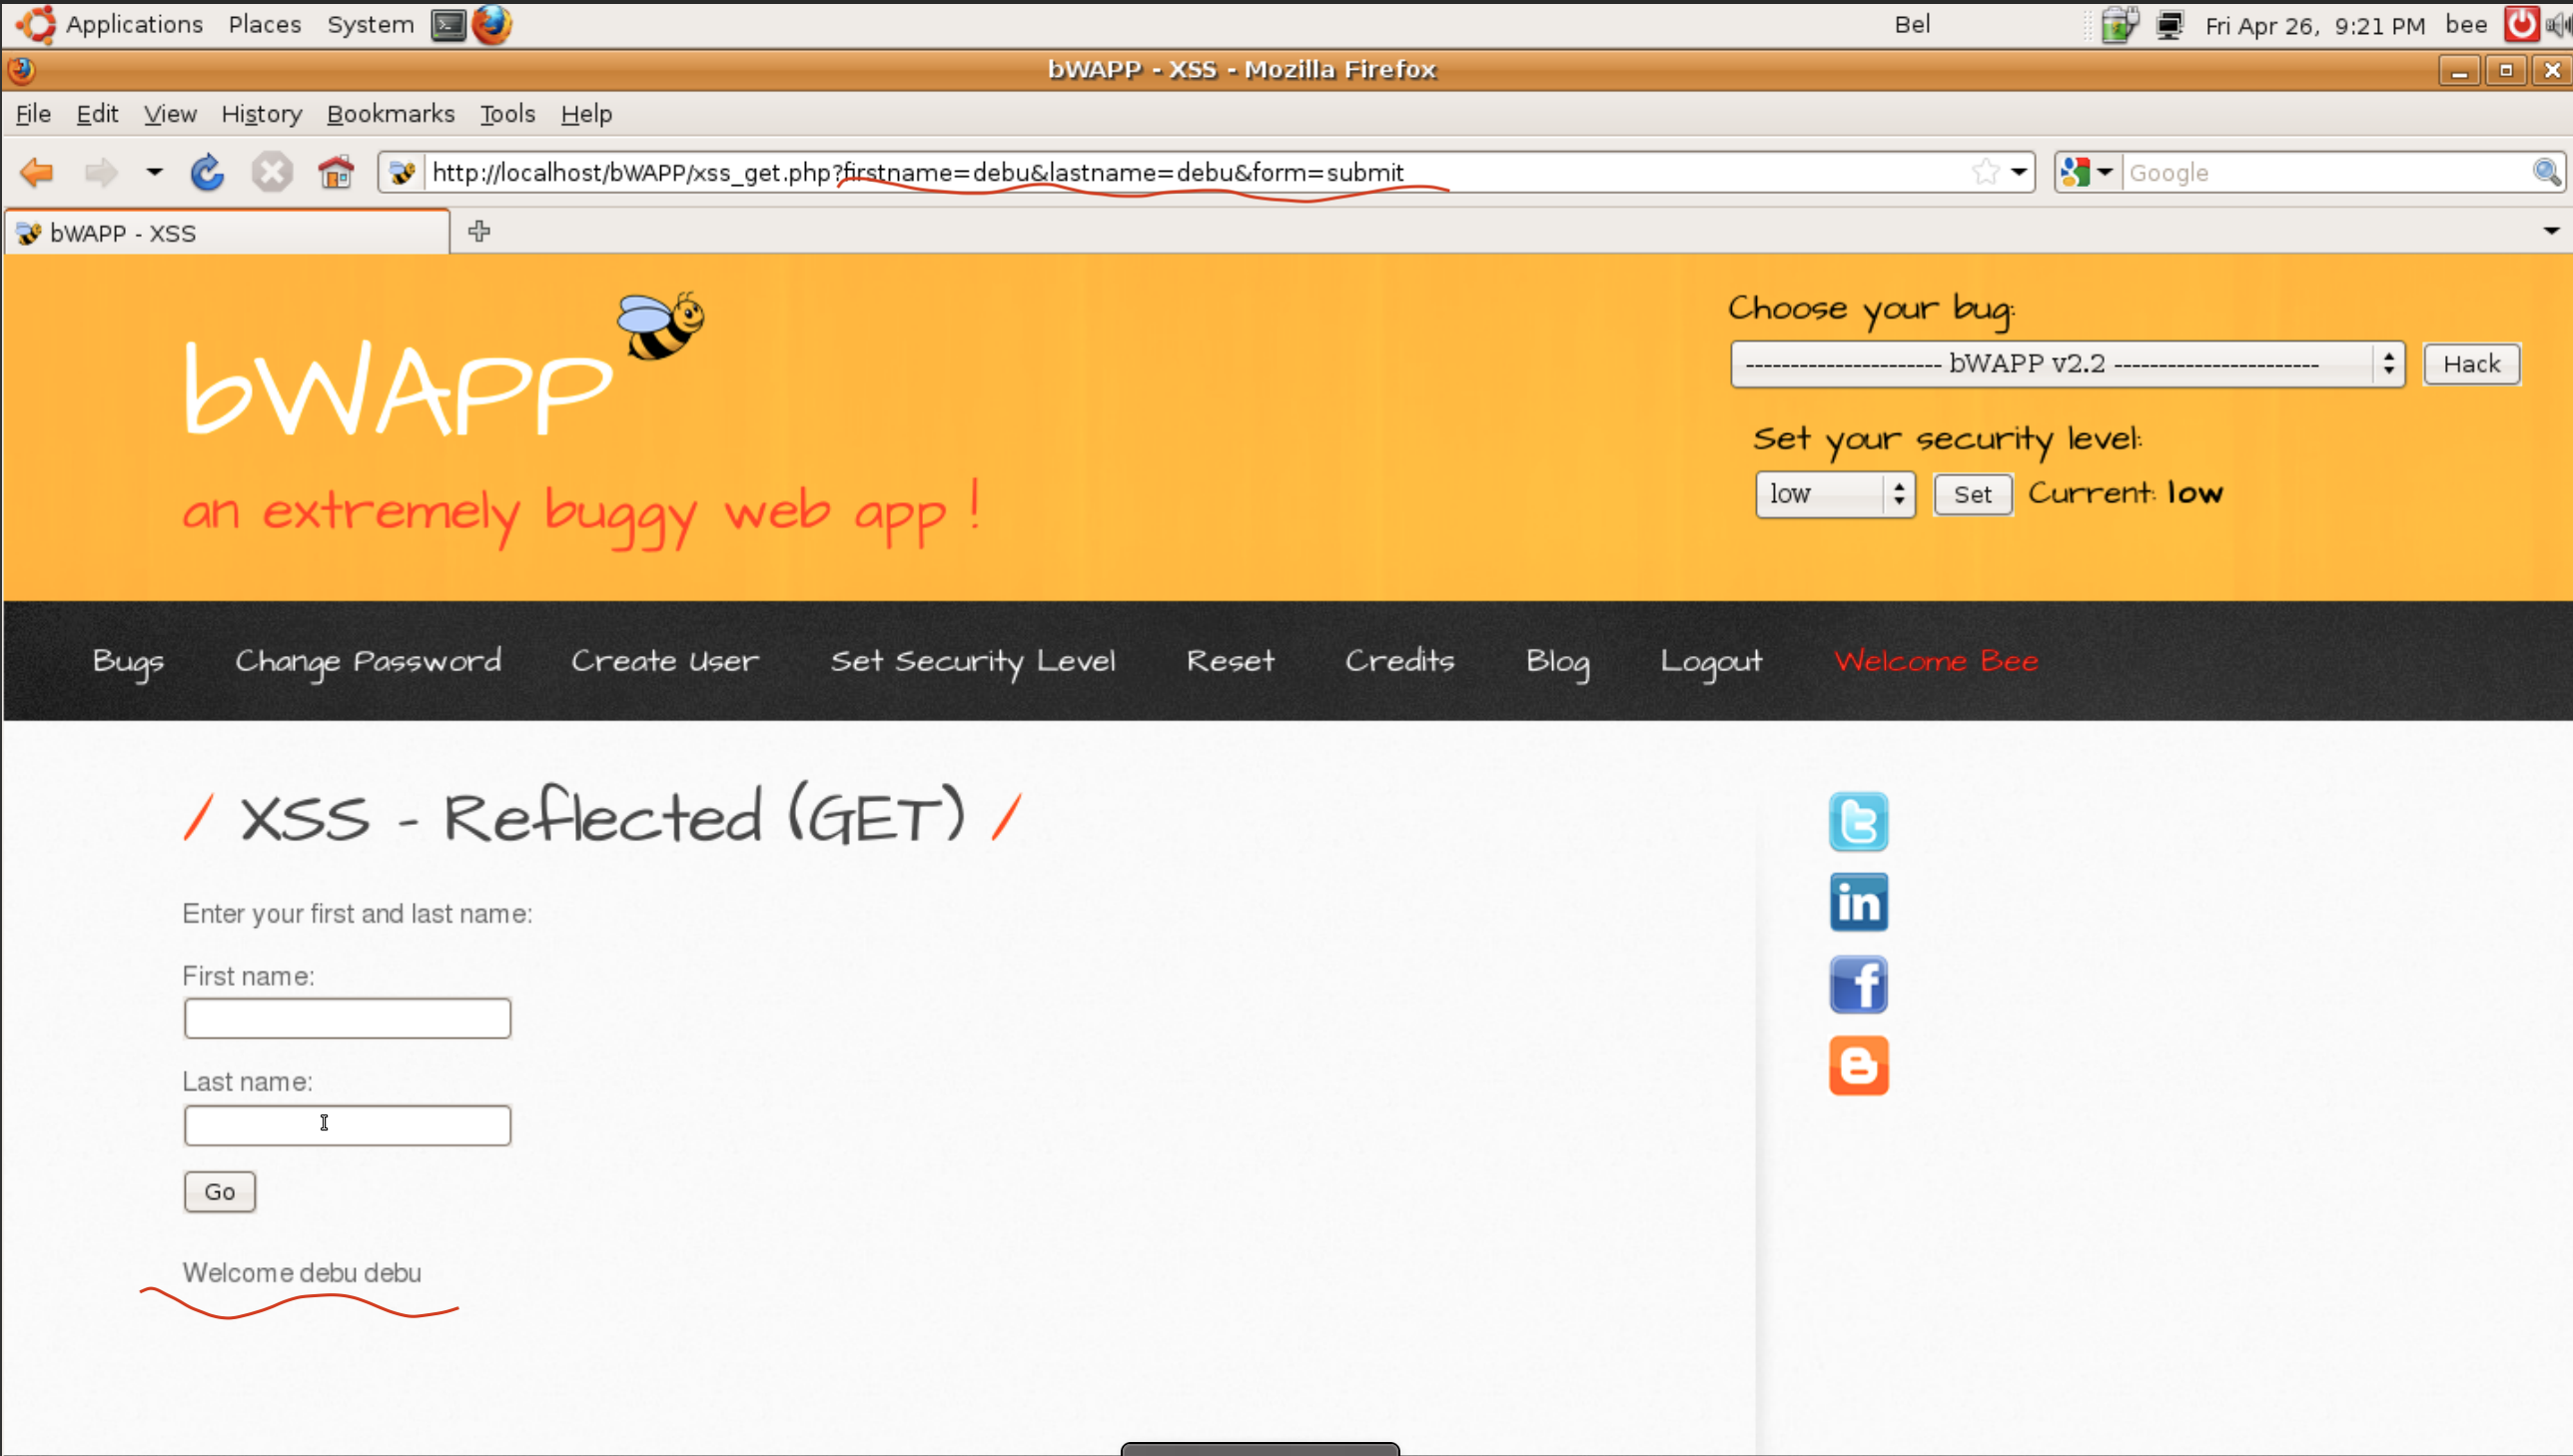 Applications Places System Bel Fri Apr 26, 9:21 PM bee
bWAPP - XSS - Mozilla Firefox
File Edit View History Bookmarks Tools Help
http://localhost/bWAPP/xss_get.php?firstname=debu&lastname=debu&form=submit Google
bWAPP - XSS
bWAPP
an extremely buggy web app !
Choose your bug:
---------------------- bWAPP v2.2 ----------------------- Hack
Set your security level:
low Set Current: low
Bugs Change Password Create User Set Security Level Reset Credits Blog Logout Welcome Bee
/ XSS - Reflected (GET) /
Enter your first and last name:
First name:
Last name:
Go
Welcome debu debu